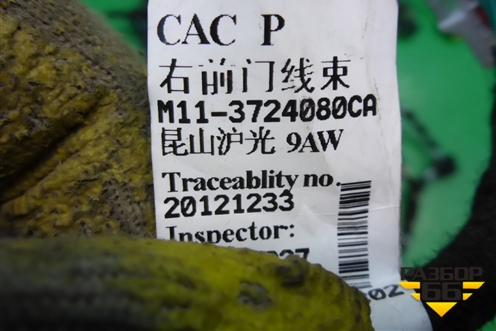 CAC P
右前门线束
M11-3724080CA
昆山沪光 9AW
Traceablity no.
20121233
Inspector:
РАЗБОР
66